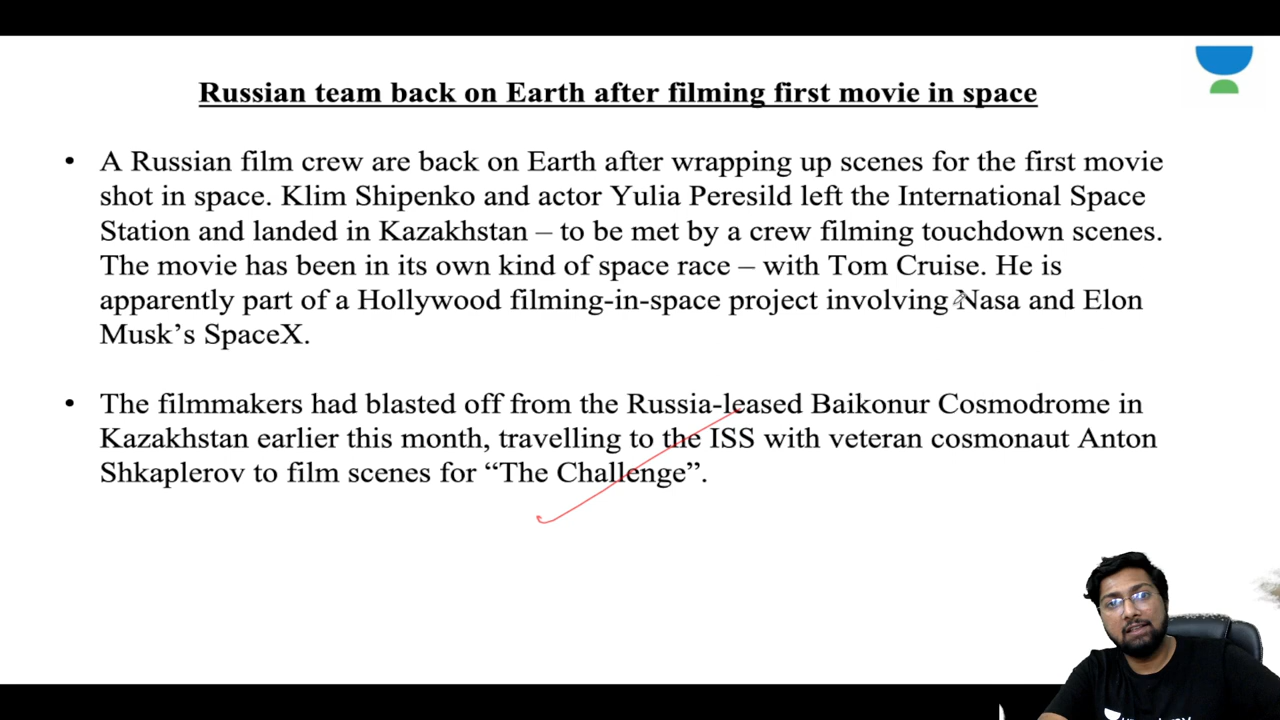 Russian team back on Earth after filming first movie in space
• A Russian film crew are back on Earth after wrapping up scenes for the first movie
shot in space. Klim Shipenko and actor Yulia Peresild left the International Space
Station and landed in Kazakhstan – to be met by a crew filming touchdown scenes.
The movie has been in its own kind of space race – with Tom Cruise. He is
apparently part of a Hollywood filming-in-space project involving Nasa and Elon
Musk’s SpaceX.
• The filmmakers had blasted off from the Russia-leased Baikonur Cosmodrome in
Kazakhstan earlier this month, travelling to the ISS with veteran cosmonaut Anton
Shkaplerov to film scenes for “The Challenge”.